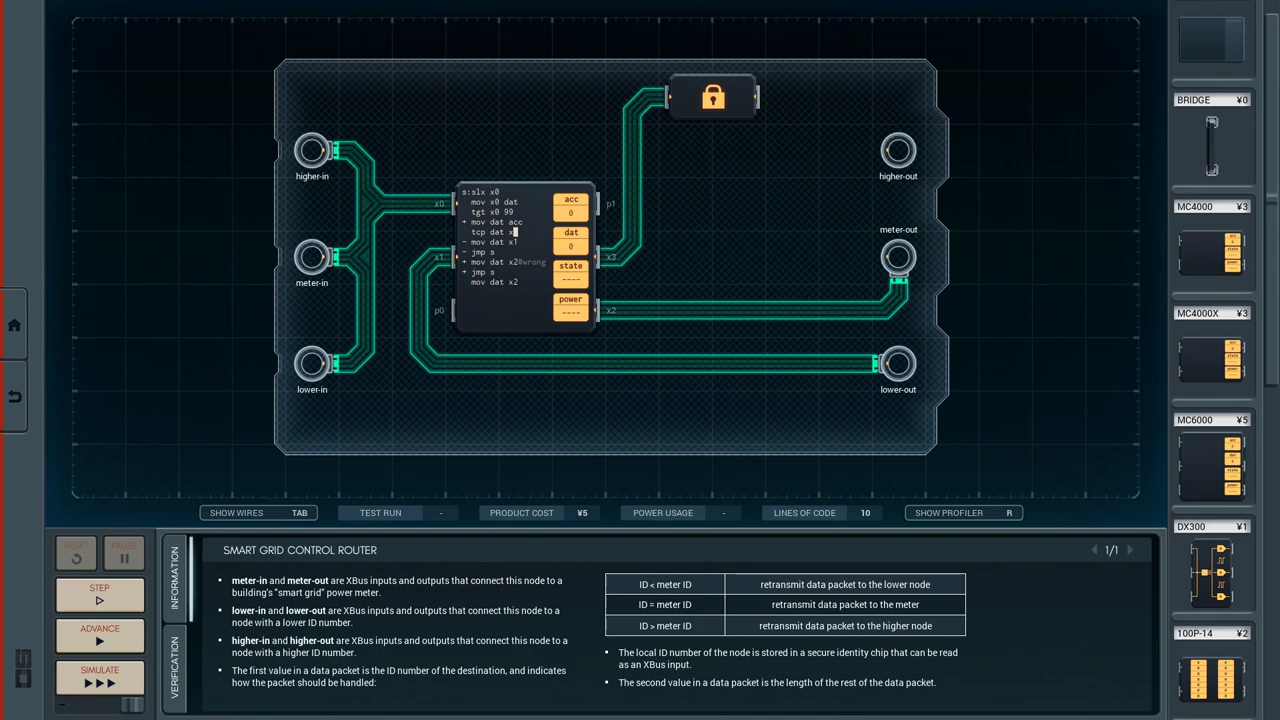 higher-in
meter-in
lower-in
s:slx x0
mov x0 dat
tgt x0 99
+ mov dat acc
tcp dat x
- mov dat x1
- jmp s
+ mov dat x2#wrong
+ jmp s
mov dat x2
acc
0
dat
0
state
----
power
----
x0
x1
p0
p1
x3
x2
higher-out
meter-out
lower-out
BRIDGE ¥0
MC4000 ¥3
MC4000X ¥3
MC6000 ¥5
DX300 ¥1
100P-14 ¥2
SHOW WIRES TAB
TEST RUN -
PRODUCT COST ¥5
POWER USAGE -
LINES OF CODE 10
SHOW PROFILER R
RESET
PAUSE
STEP
ADVANCE
SIMULATE
INFORMATION
VERIFICATION
SMART GRID CONTROL ROUTER
1/1
meter-in and meter-out are XBus inputs and outputs that connect this node to a
building's "smart grid" power meter.
lower-in and lower-out are XBus inputs and outputs that connect this node to a
node with a lower ID number.
higher-in and higher-out are XBus inputs and outputs that connect this node to a
node with a higher ID number.
The first value in a data packet is the ID number of the destination, and indicates
how the packet should be handled:
ID < meter ID retransmit data packet to the lower node
ID = meter ID retransmit data packet to the meter
ID > meter ID retransmit data packet to the higher node
The local ID number of the node is stored in a secure identity chip that can be read
as an XBus input.
The second value in a data packet is the length of the rest of the data packet.